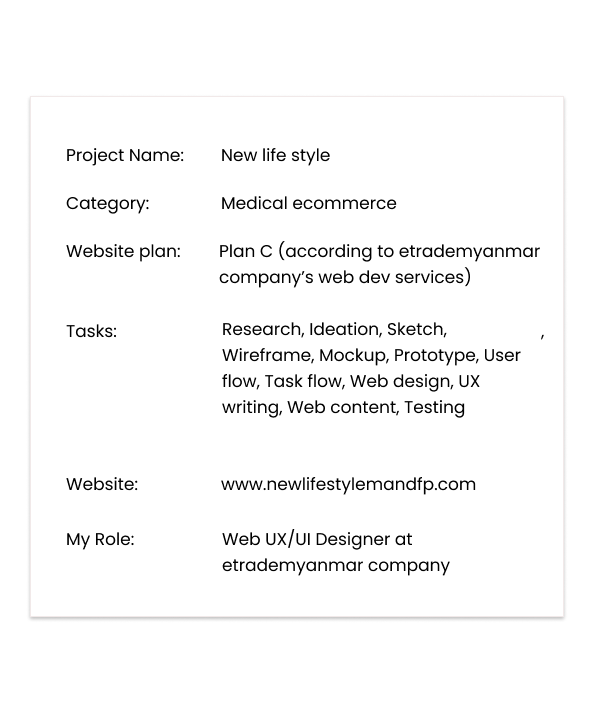 Project Name: New life style
Category: Medical ecommerce
Website plan: Plan C (according to etrademyanmar
company’s web dev services)
Tasks: Research, Ideation, Sketch, ,
Wireframe, Mockup, Prototype, User
flow, Task flow, Web design, UX
writing, Web content, Testing
Website: www.newlifestylemandfp.com
My Role: Web UX/UI Designer at
etrademyanmar company